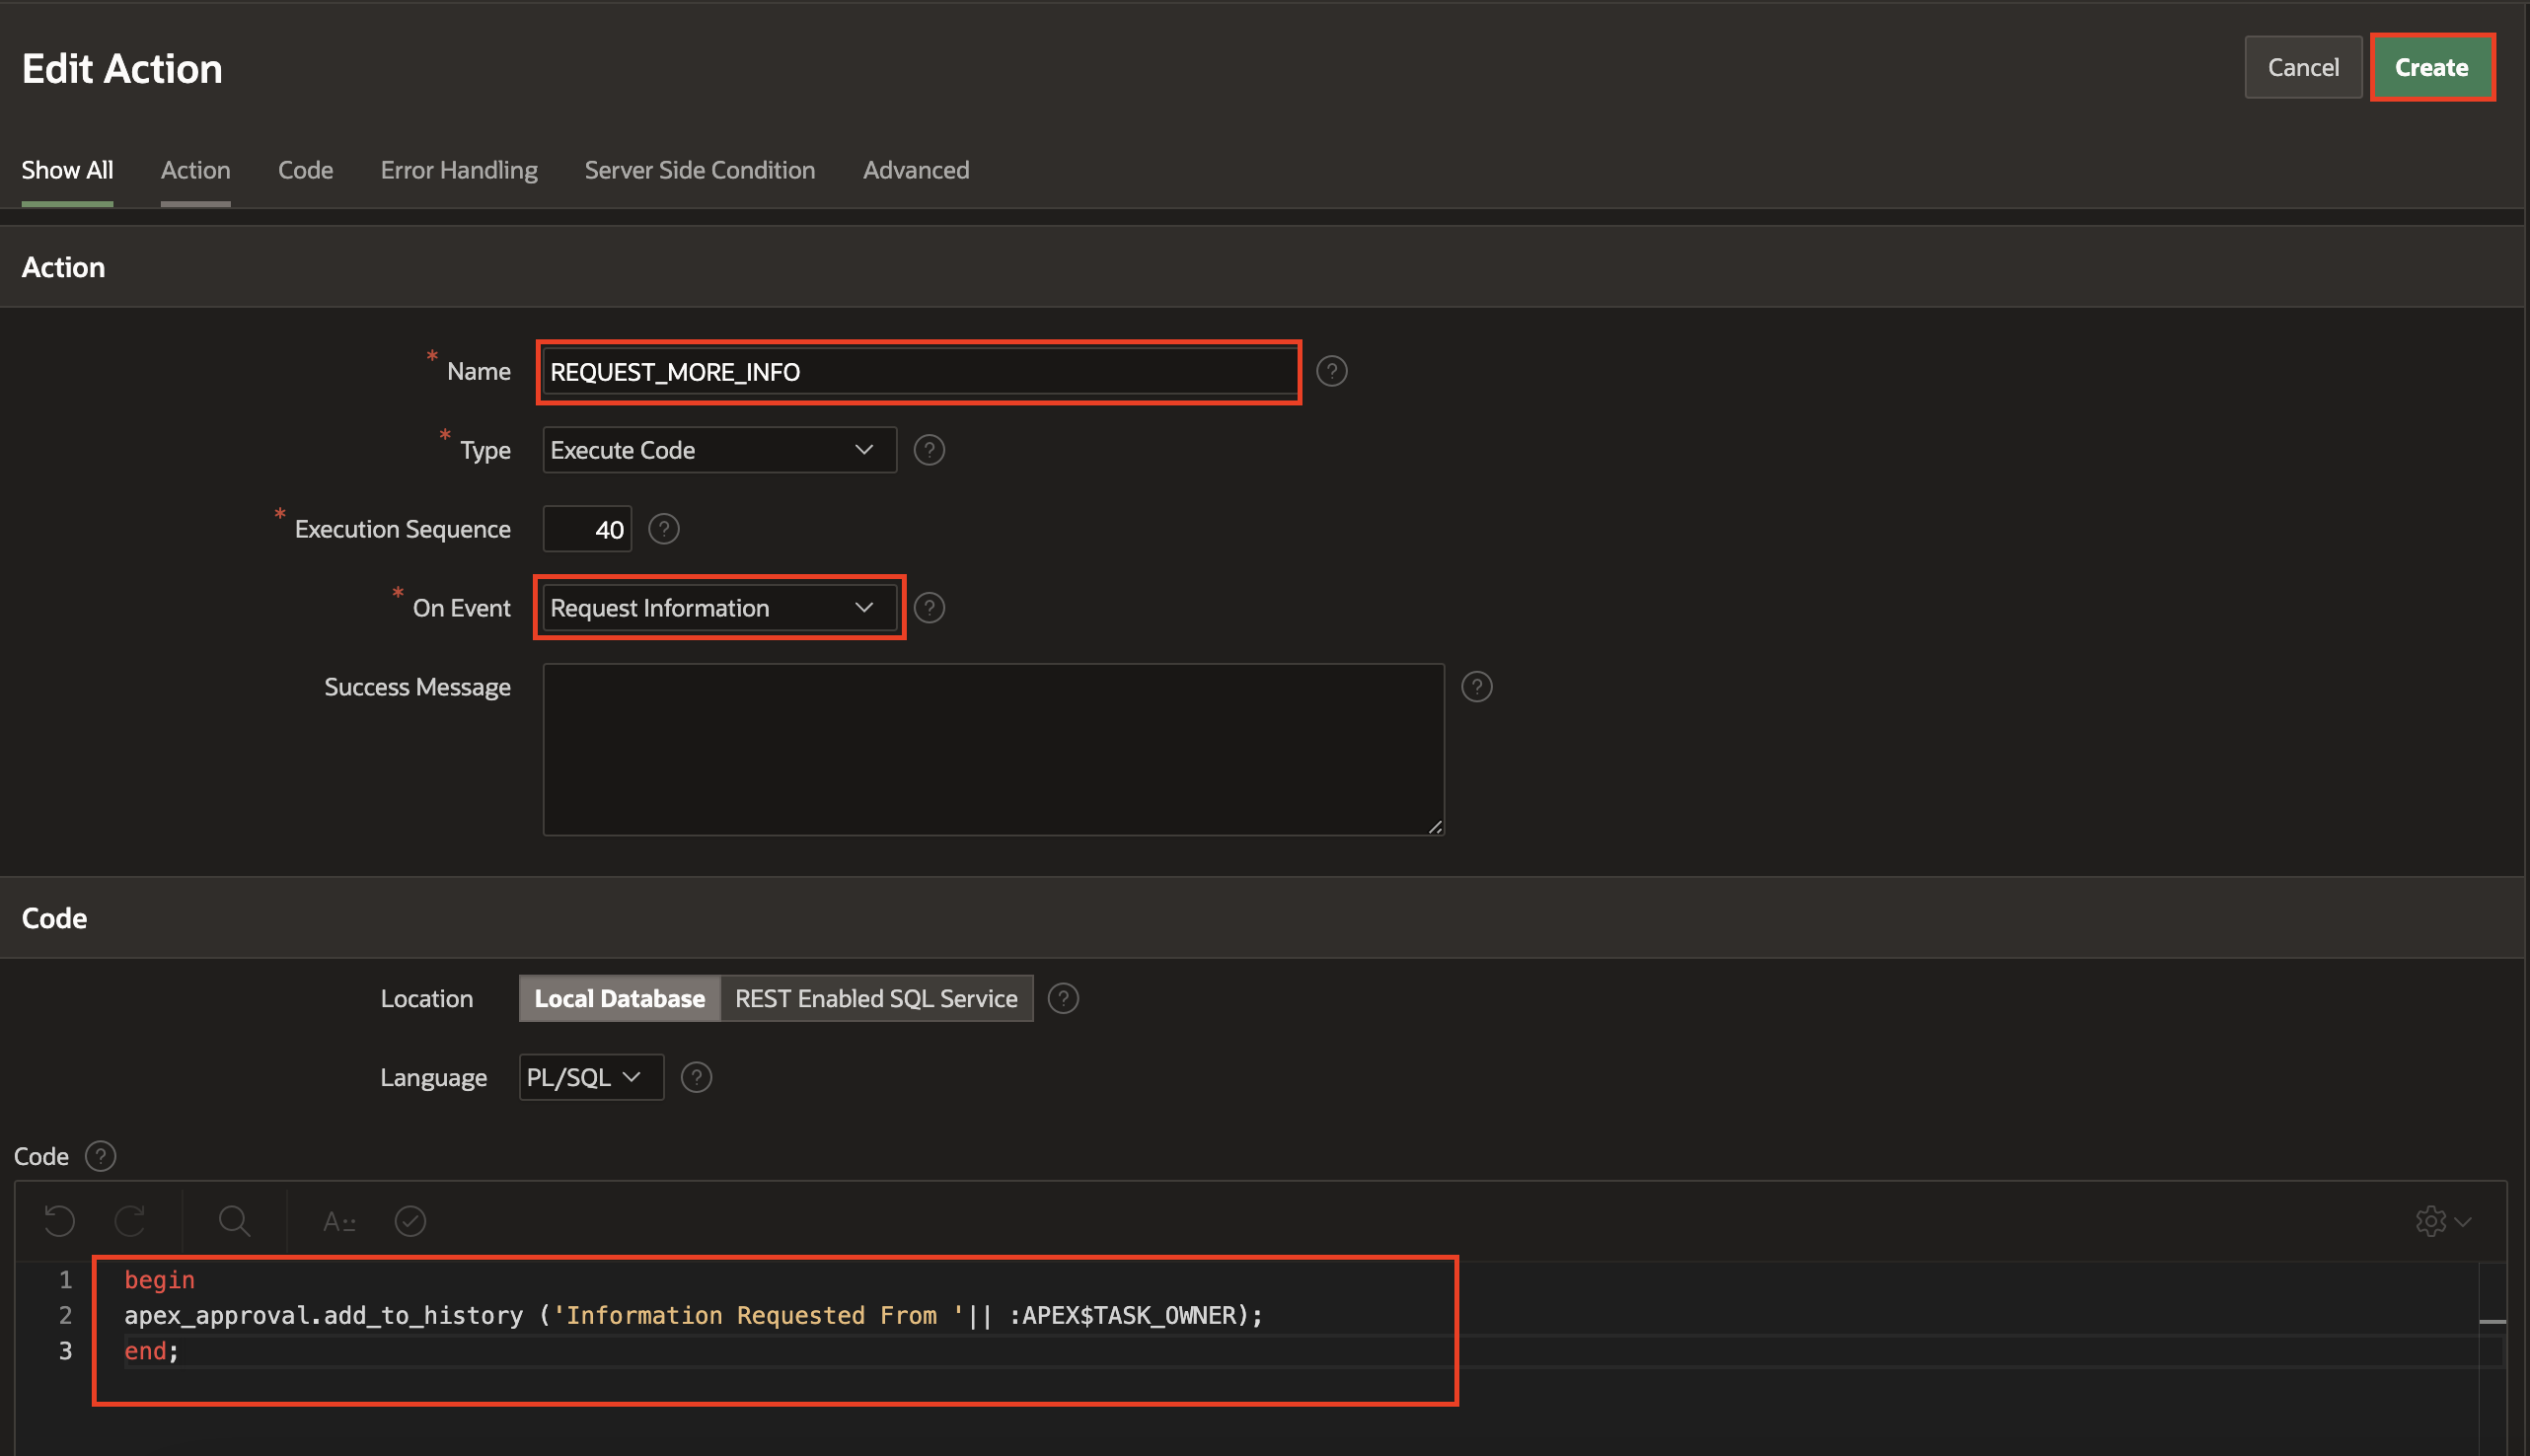 Edit Action
Cancel
Create
Show All
Action
Code
Error Handling
Server Side Condition
Advanced
Action
* Name
REQUEST_MORE_INFO
?
* Type
Execute Code
?
* Execution Sequence
40
?
* On Event
Request Information
?
Success Message
?
Code
Location
Local Database
REST Enabled SQL Service
?
Language
PL/SQL
?
Code
?
A
1 begin
2 apex_approval.add_to_history ('Information Requested From '|| :APEX$TASK_OWNER);
3 end;